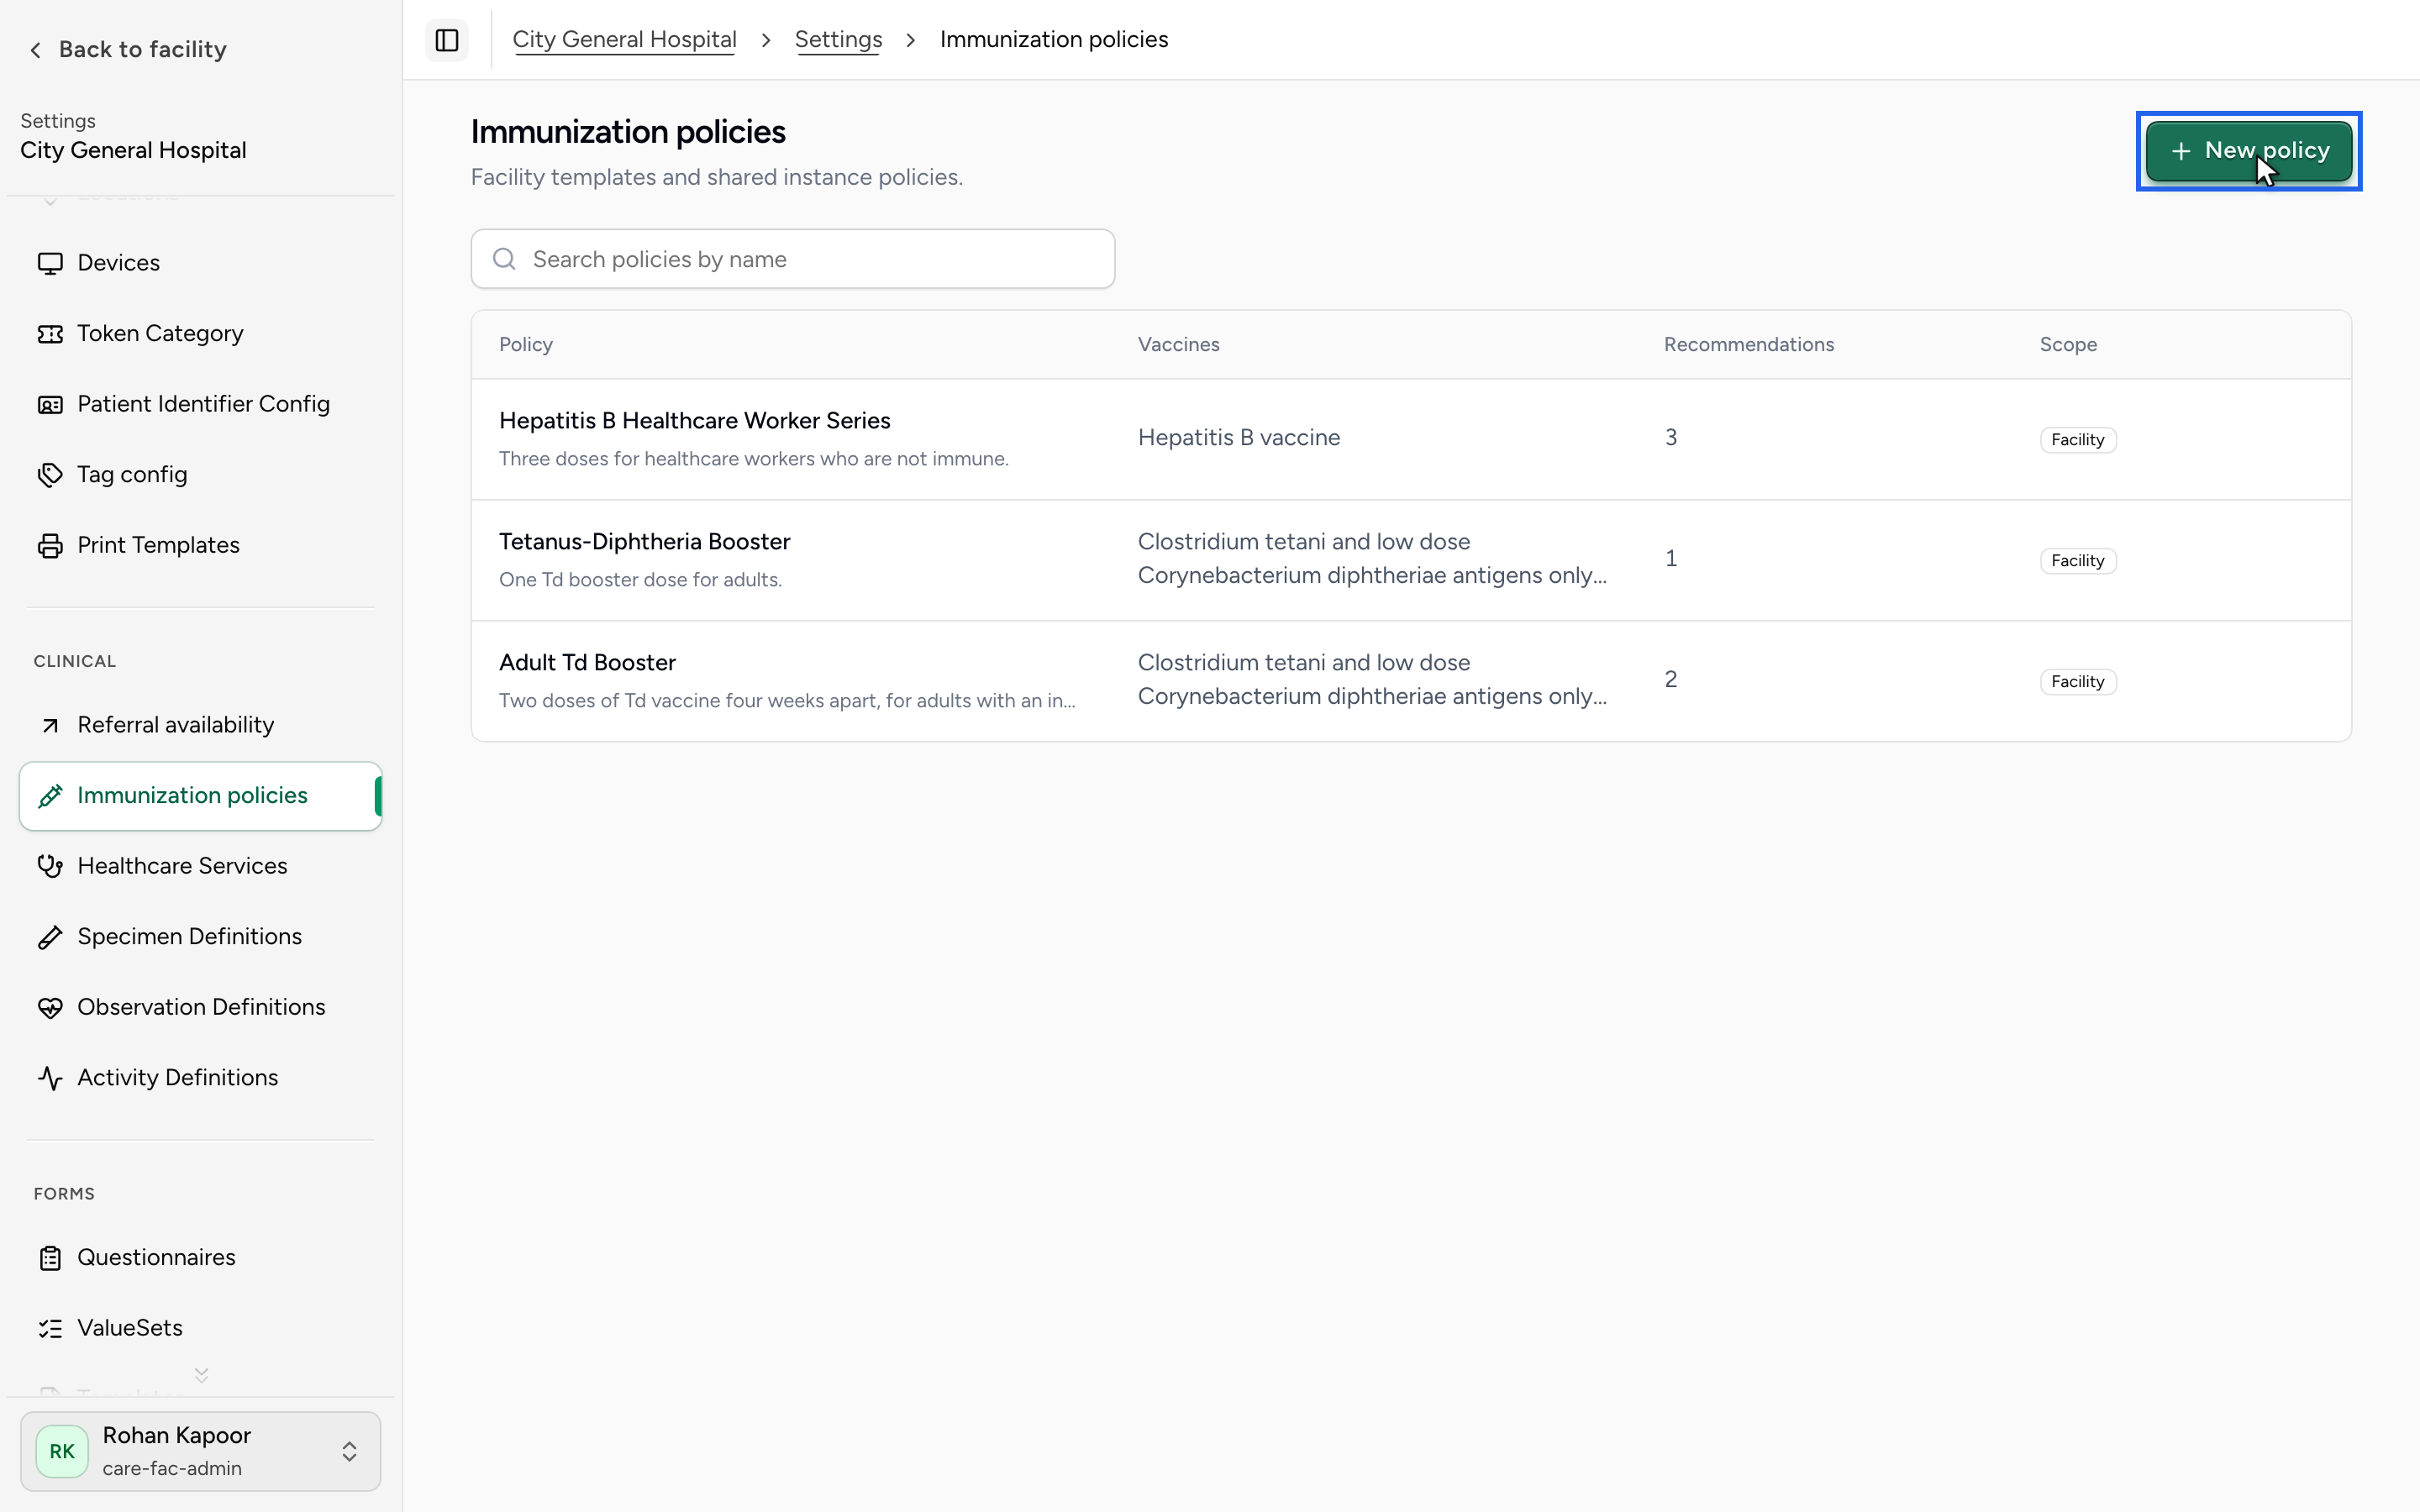 Back to facility
Settings
City General Hospital
Devices
Token Category
Patient Identifier Config
Tag config
Print Templates
CLINICAL
Referral availability
Immunization policies
Healthcare Services
Specimen Definitions
Observation Definitions
Activity Definitions
FORMS
Questionnaires
ValueSets
RK
Rohan Kapoor
care-fac-admin
City General Hospital > Settings > Immunization policies
Immunization policies
Facility templates and shared instance policies.
+ New policy
Search policies by name
Policy Vaccines Recommendations Scope
Hepatitis B Healthcare Worker Series
Three doses for healthcare workers who are not immune.
Hepatitis B vaccine
3
Facility
Tetanus-Diphtheria Booster
One Td booster dose for adults.
Clostridium tetani and low dose
Corynebacterium diphtheriae antigens only...
1
Facility
Adult Td Booster
Two doses of Td vaccine four weeks apart, for adults with an in...
Clostridium tetani and low dose
Corynebacterium diphtheriae antigens only...
2
Facility